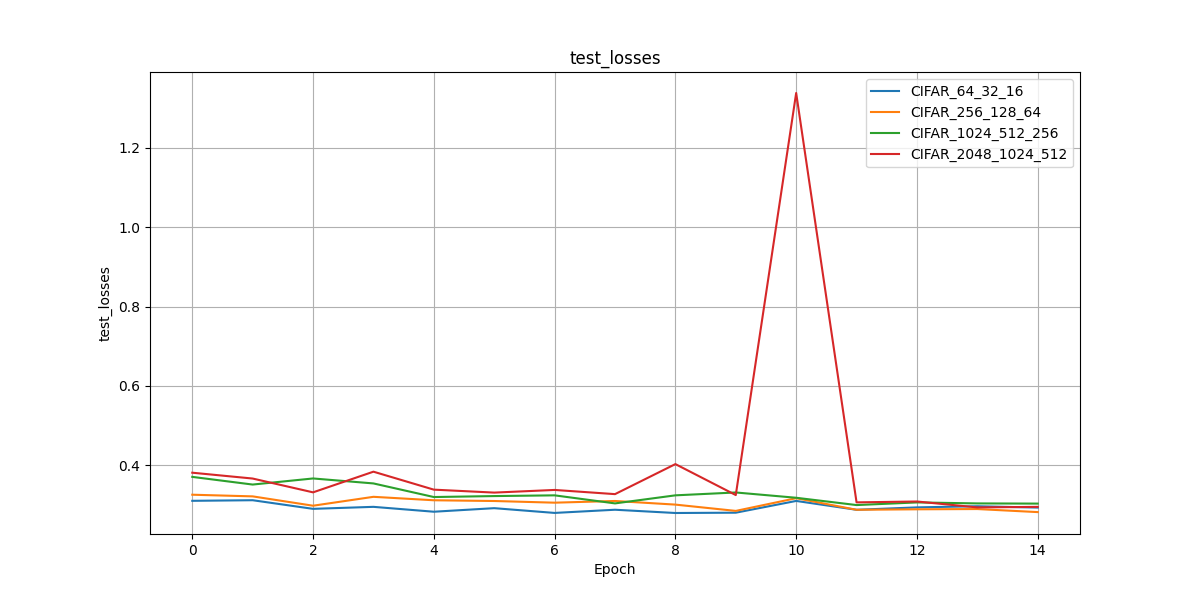 test_losses
CIFAR_64_32_16
CIFAR_256_128_64
CIFAR_1024_512_256
CIFAR_2048_1024_512
1.2
1.0
0.8
0.6
0.4
test_losses
0 2 4 6 8 10 12 14
Epoch